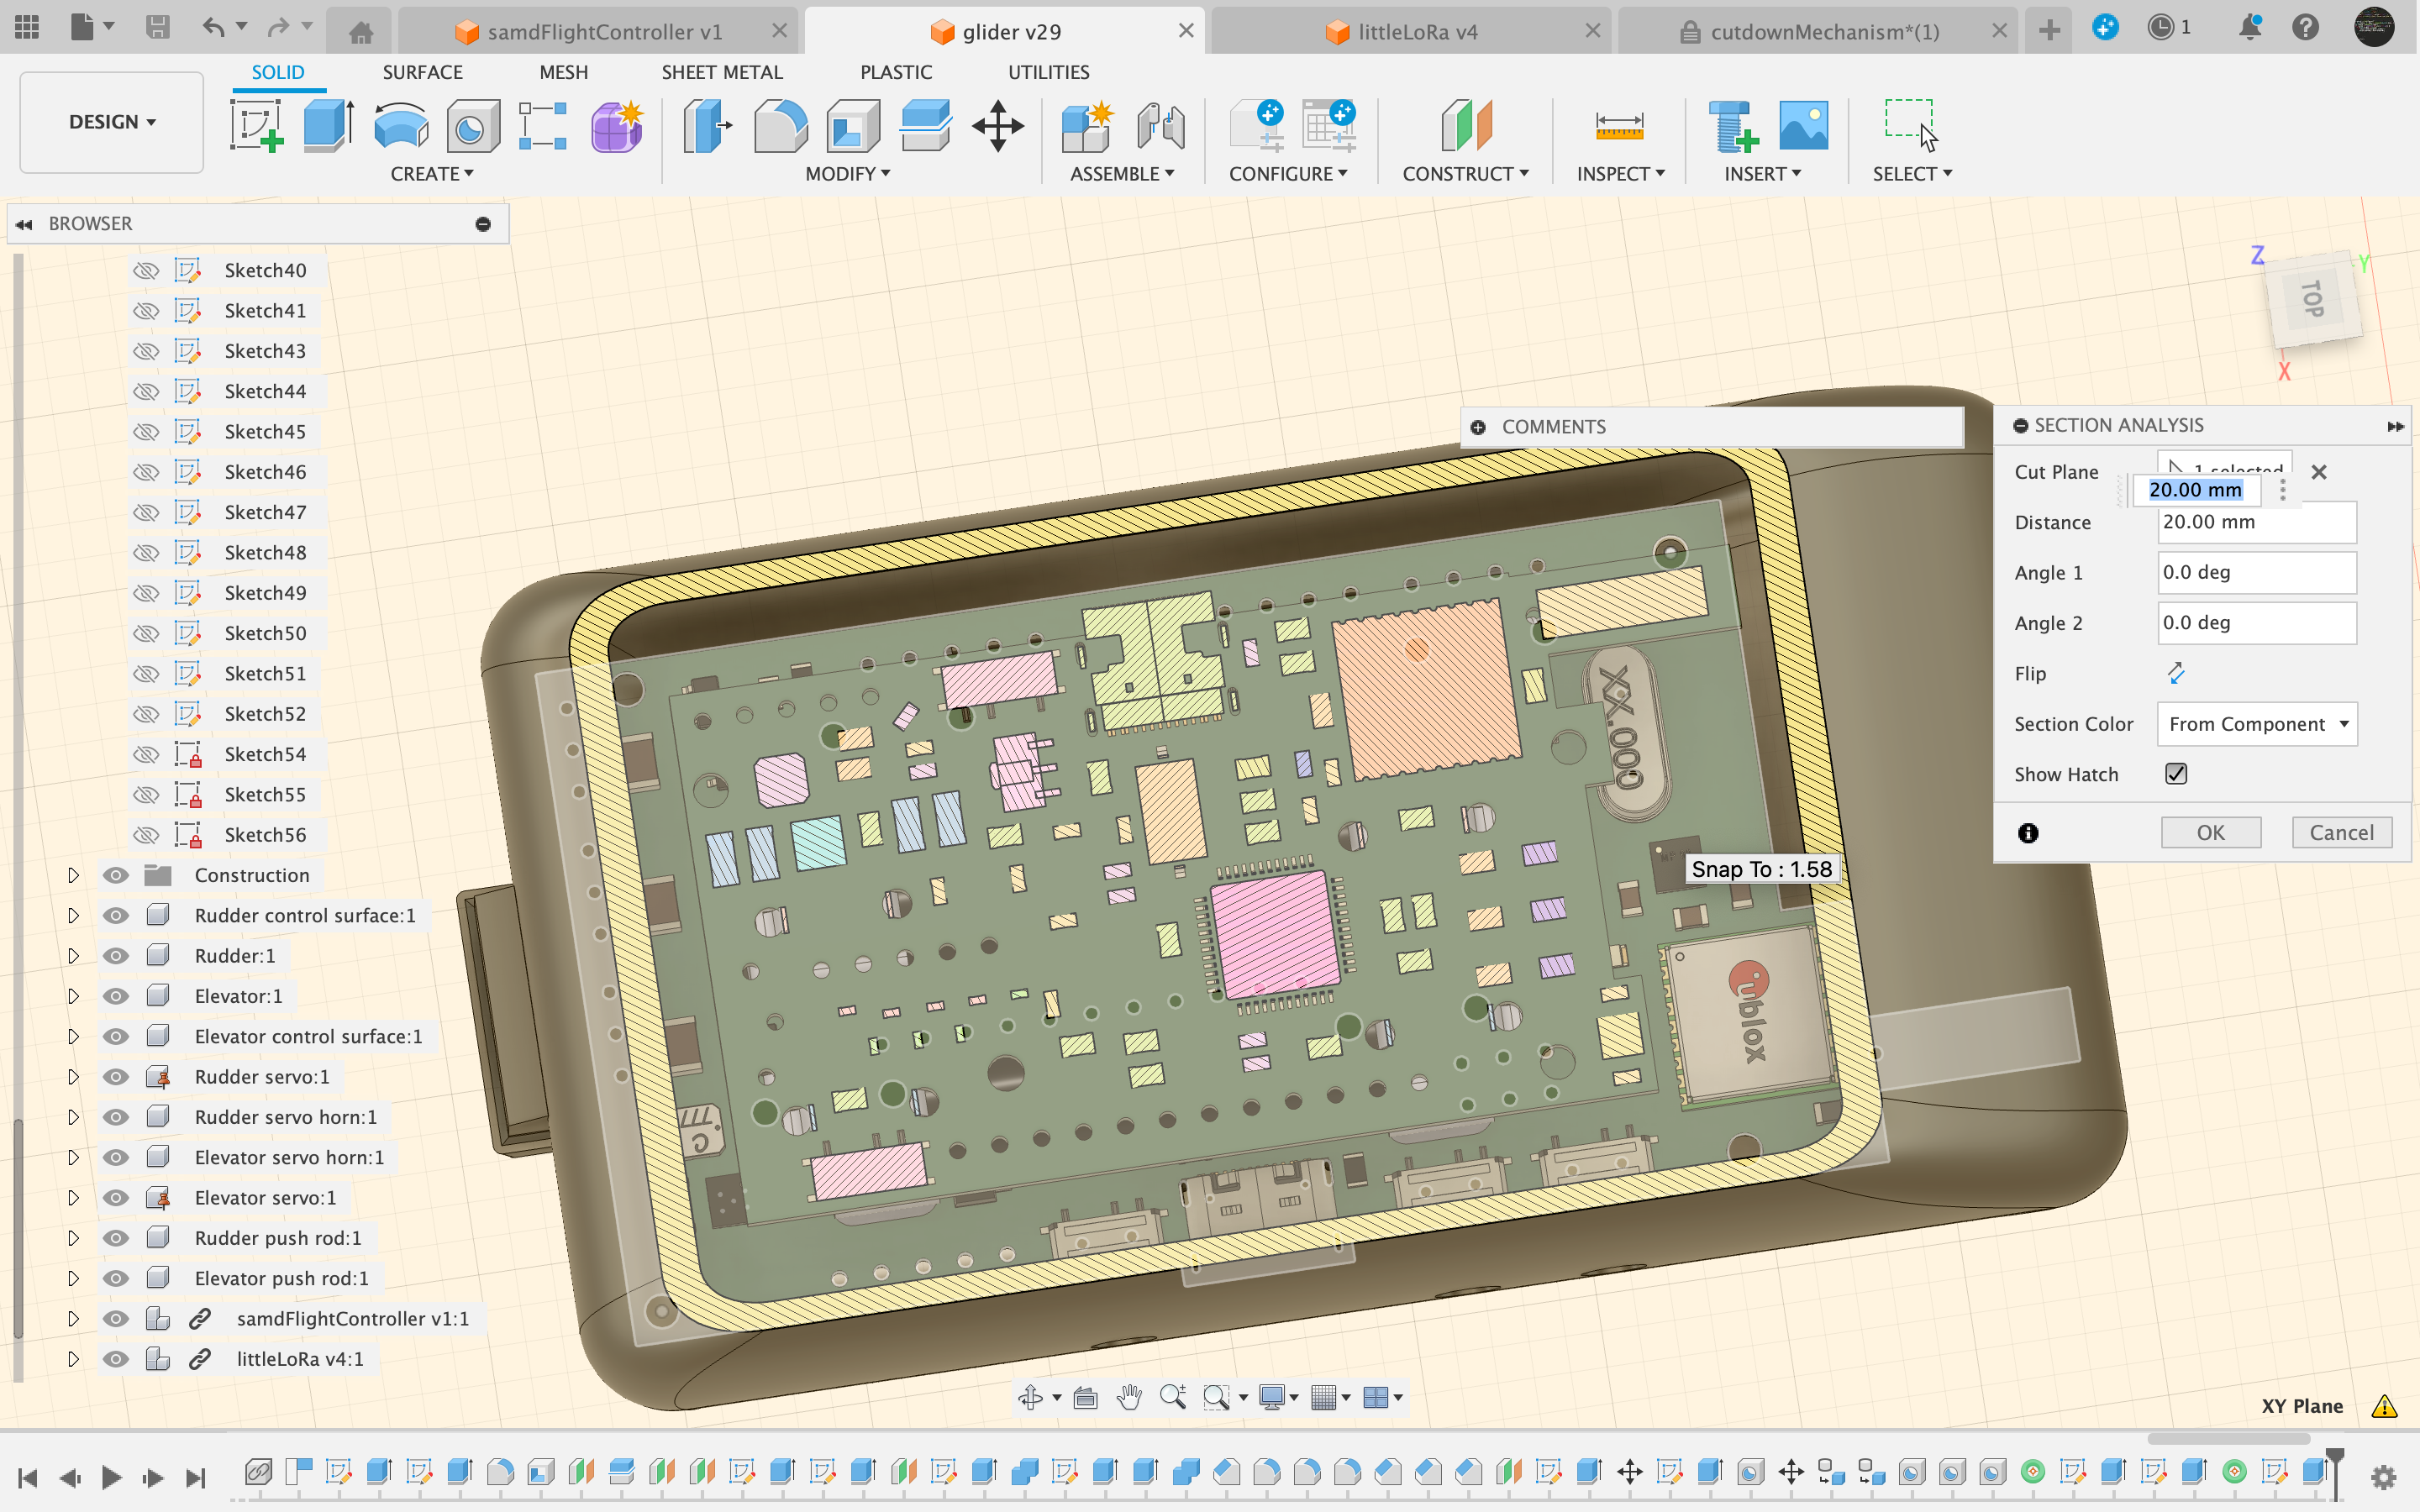 samdFlightController v1
glider v29
littleLoRa v4
cutdownMechanism*(1)
1
SOLID
SURFACE
MESH
SHEET METAL
PLASTIC
UTILITIES
DESIGN
CREATE
MODIFY
ASSEMBLE
CONFIGURE
CONSTRUCT
INSPECT
INSERT
SELECT
BROWSER
Sketch40
Sketch41
Sketch43
Sketch44
Sketch45
Sketch46
Sketch47
Sketch48
Sketch49
Sketch50
Sketch51
Sketch52
Sketch54
Sketch55
Sketch56
Construction
Rudder control surface:1
Rudder:1
Elevator:1
Elevator control surface:1
Rudder servo:1
Rudder servo horn:1
Elevator servo horn:1
Elevator servo:1
Rudder push rod:1
Elevator push rod:1
samdFlightController v1:1
littleLoRa v4:1
Z
Y
TOP
X
COMMENTS
SECTION ANALYSIS
Cut Plane
1 selected
20.00 mm
Distance
20.00 mm
Angle 1
0.0 deg
Angle 2
0.0 deg
Flip
Section Color
From Component
Show Hatch
OK
Cancel
XX.000
Snap To : 1.58
ublox
XY Plane